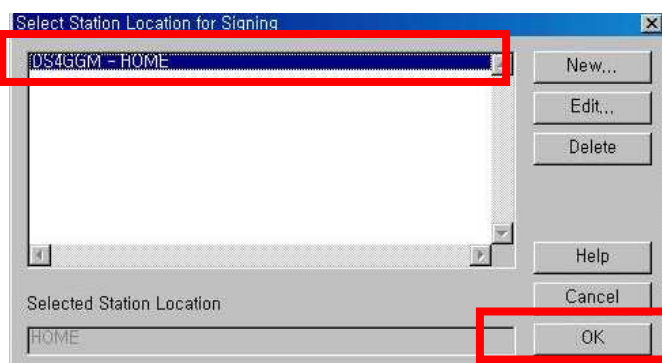 Select Station Location for Signing
DS4GGM - HOME
New...
Edit...
Delete
Help
Selected Station Location
Cancel
HOME
OK